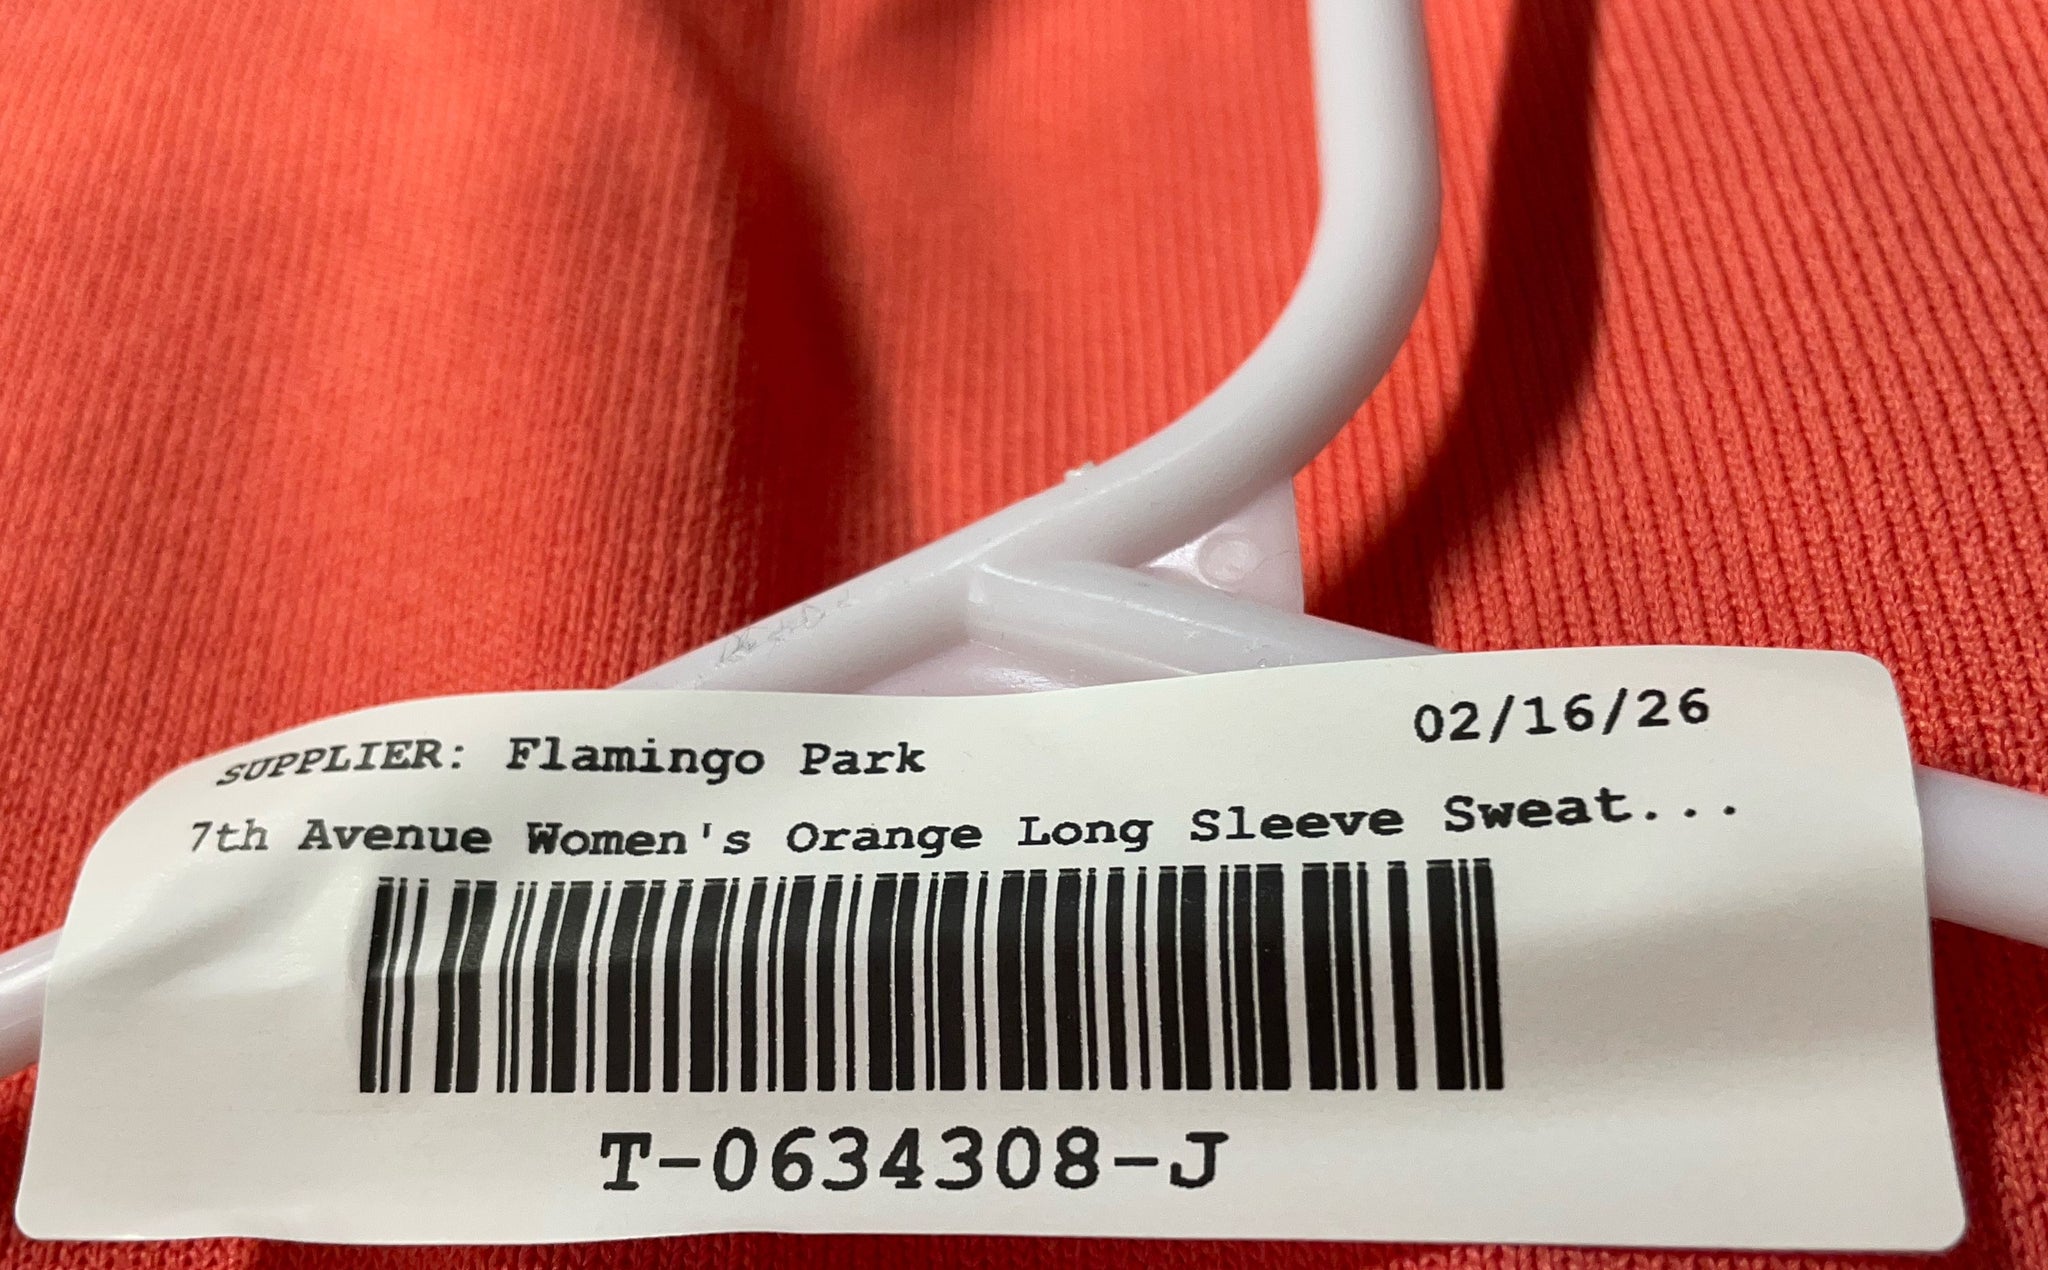 SUPPLIER: Flamingo Park
02/16/26
7th Avenue Women's Orange Long Sleeve Sweat...
T-0634308-J